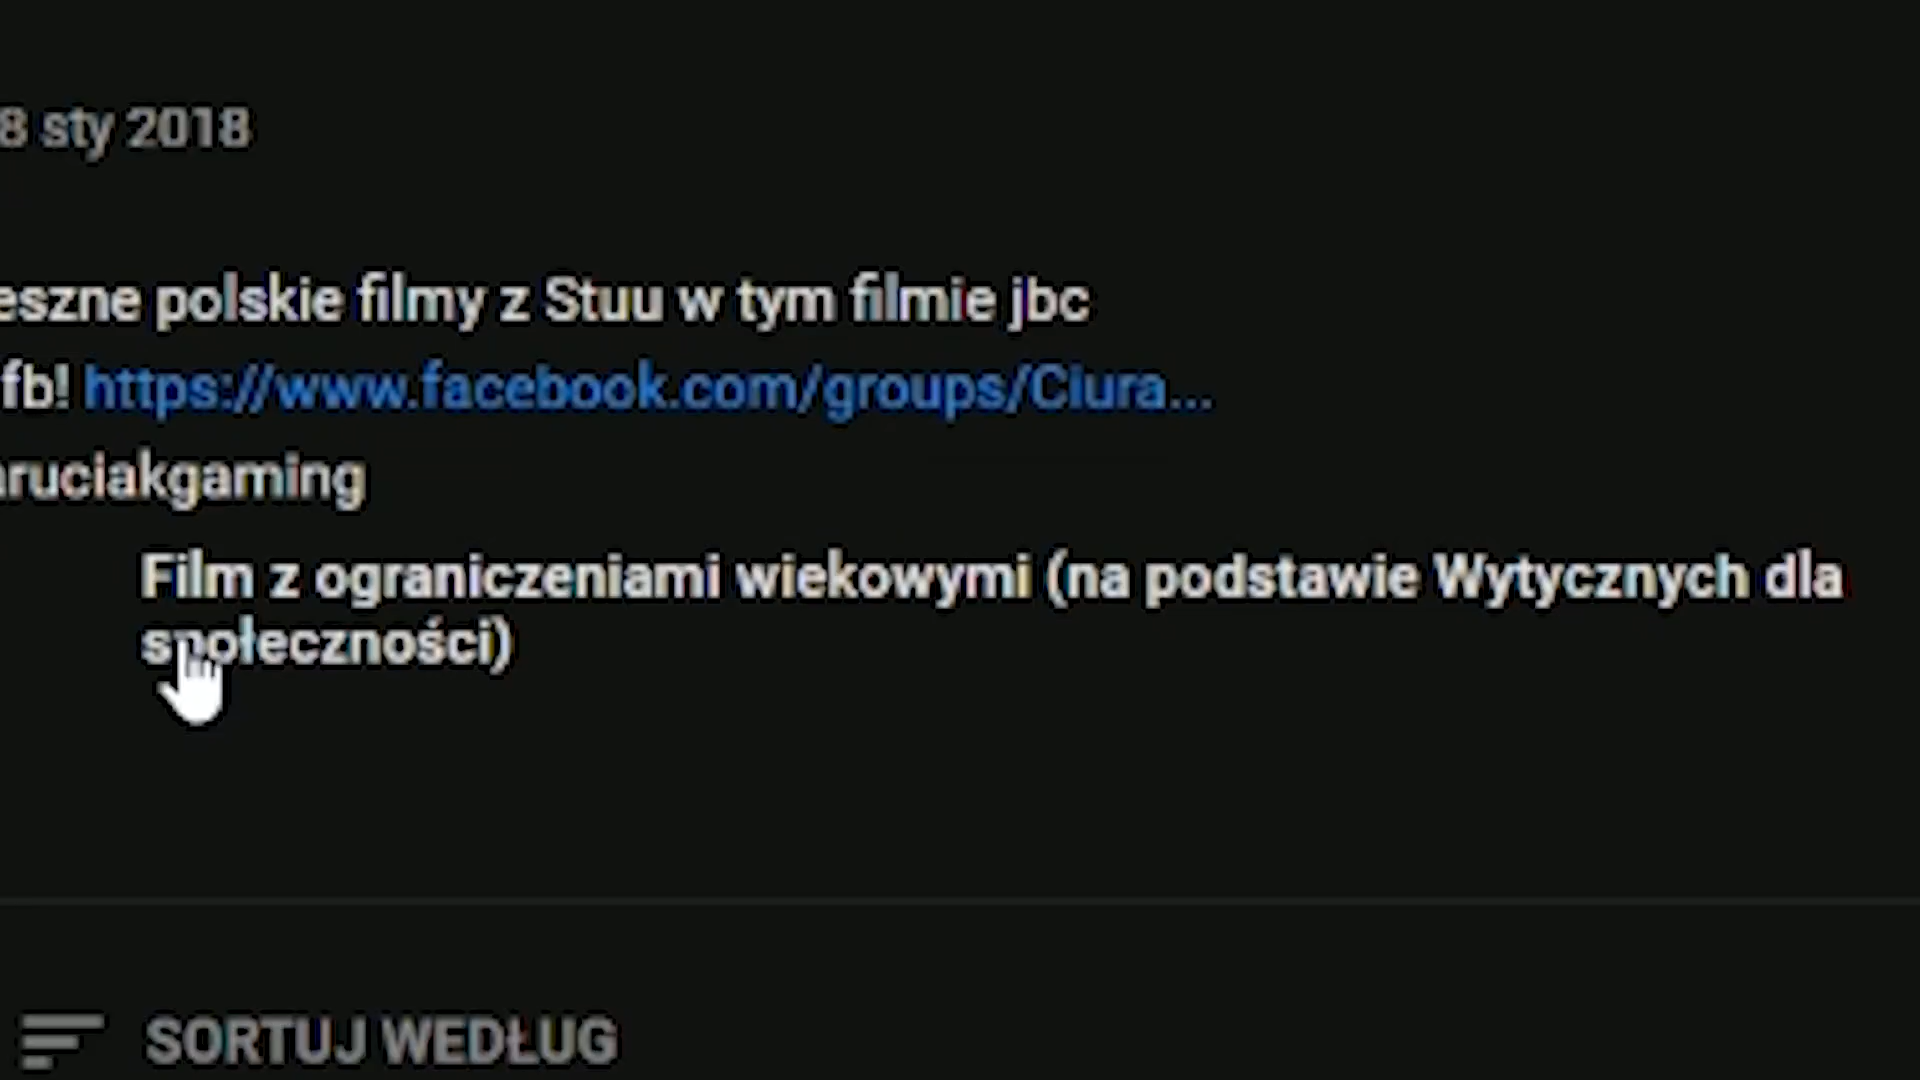 8 sty 2018
eszne polskie filmy z Stuu w tym filmie jbc
fb! https://www.facebook.com/groups/Ciura...
aruciakgaming
Film z ograniczeniami wiekowymi (na podstawie Wytycznych dla
społeczności)
SORTUJ WEDŁUG